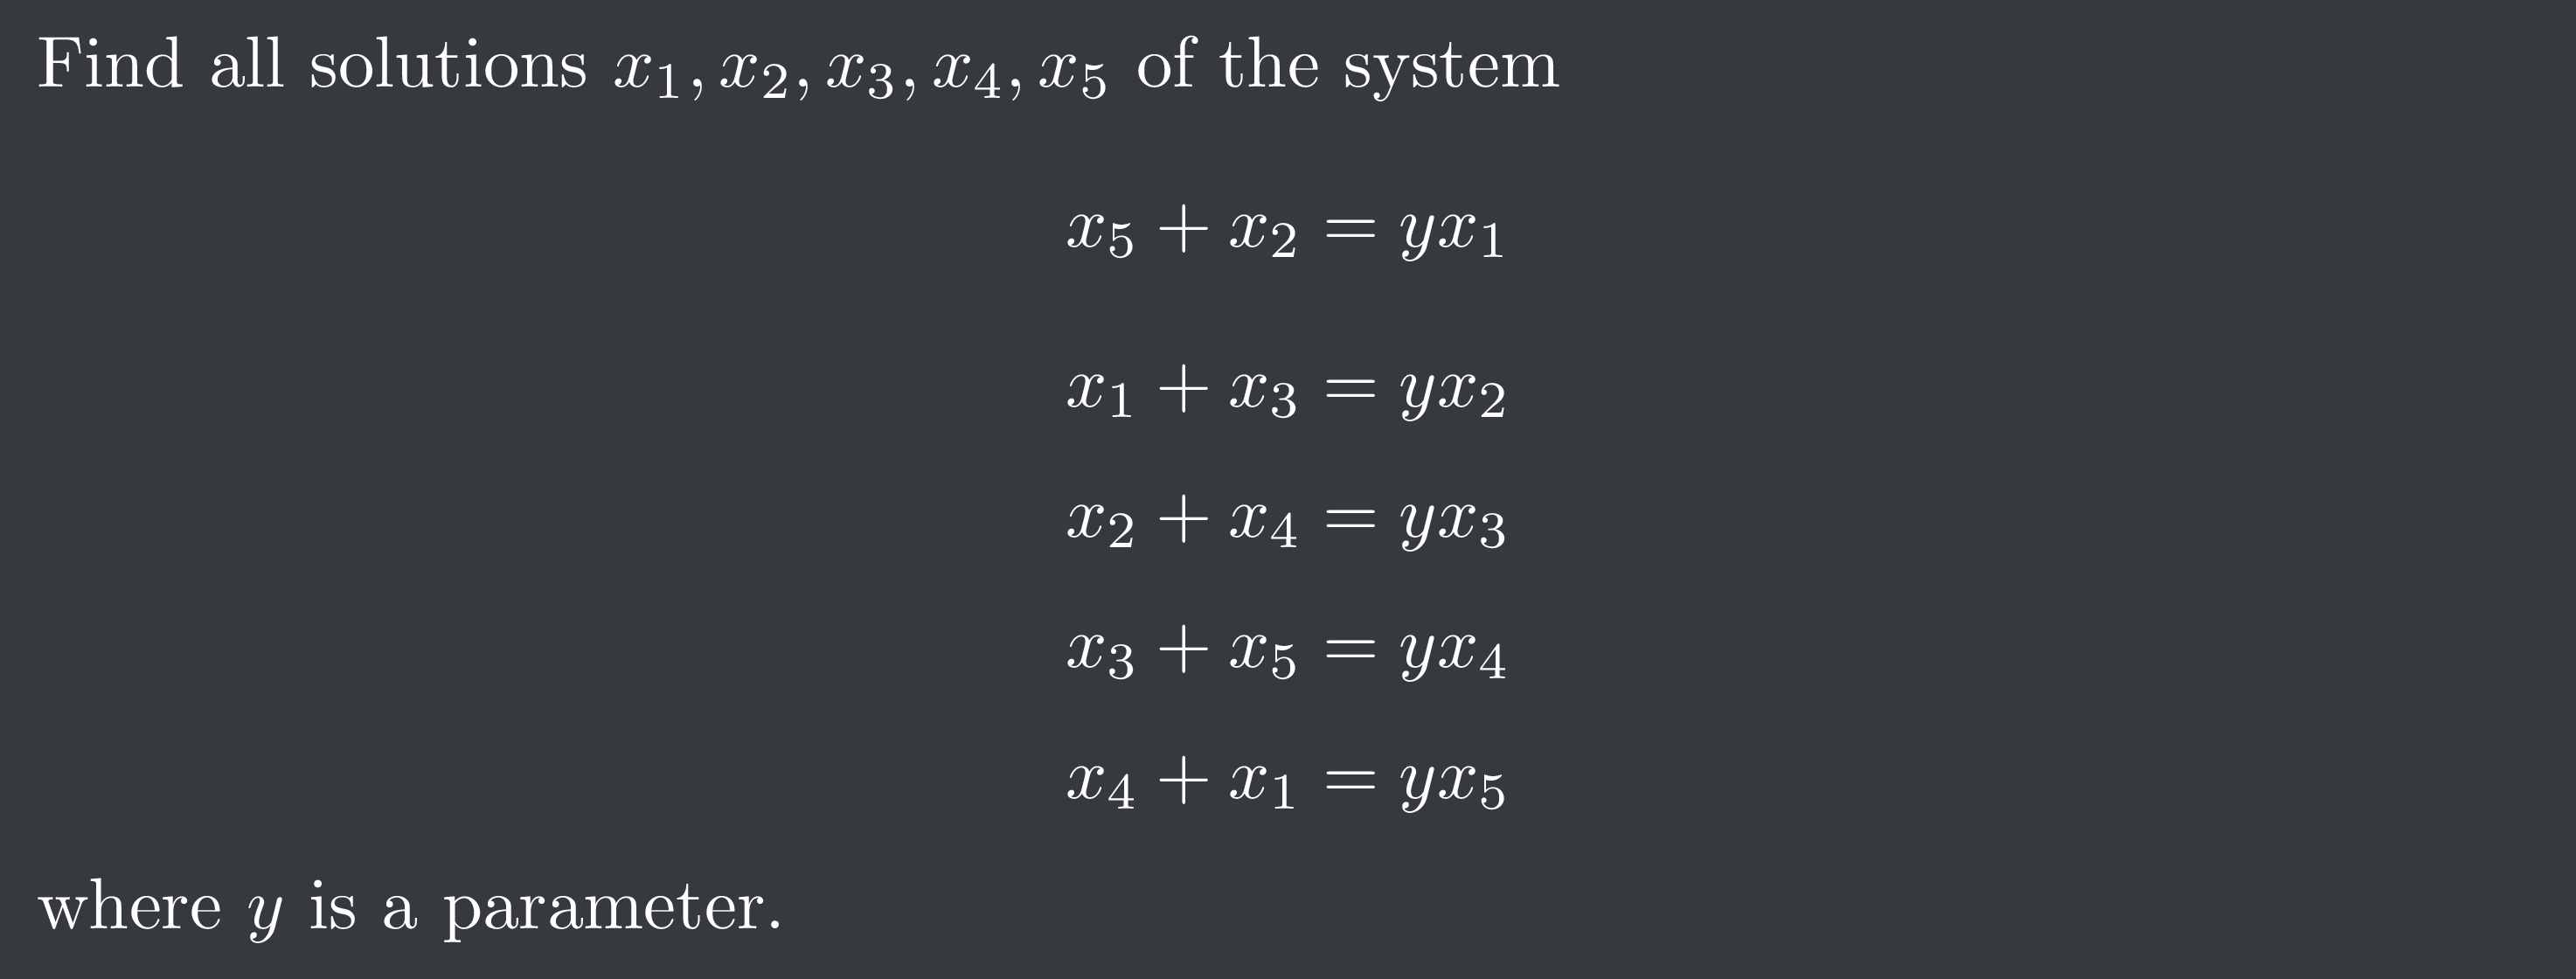 Find all solutions x₁, x₂, x₃, x₄, x₅ of the system
x₅ + x₂ = yx₁
x₁ + x₃ = yx₂
x₂ + x₄ = yx₃
x₃ + x₅ = yx₄
x₄ + x₁ = yx₅
where y is a parameter.